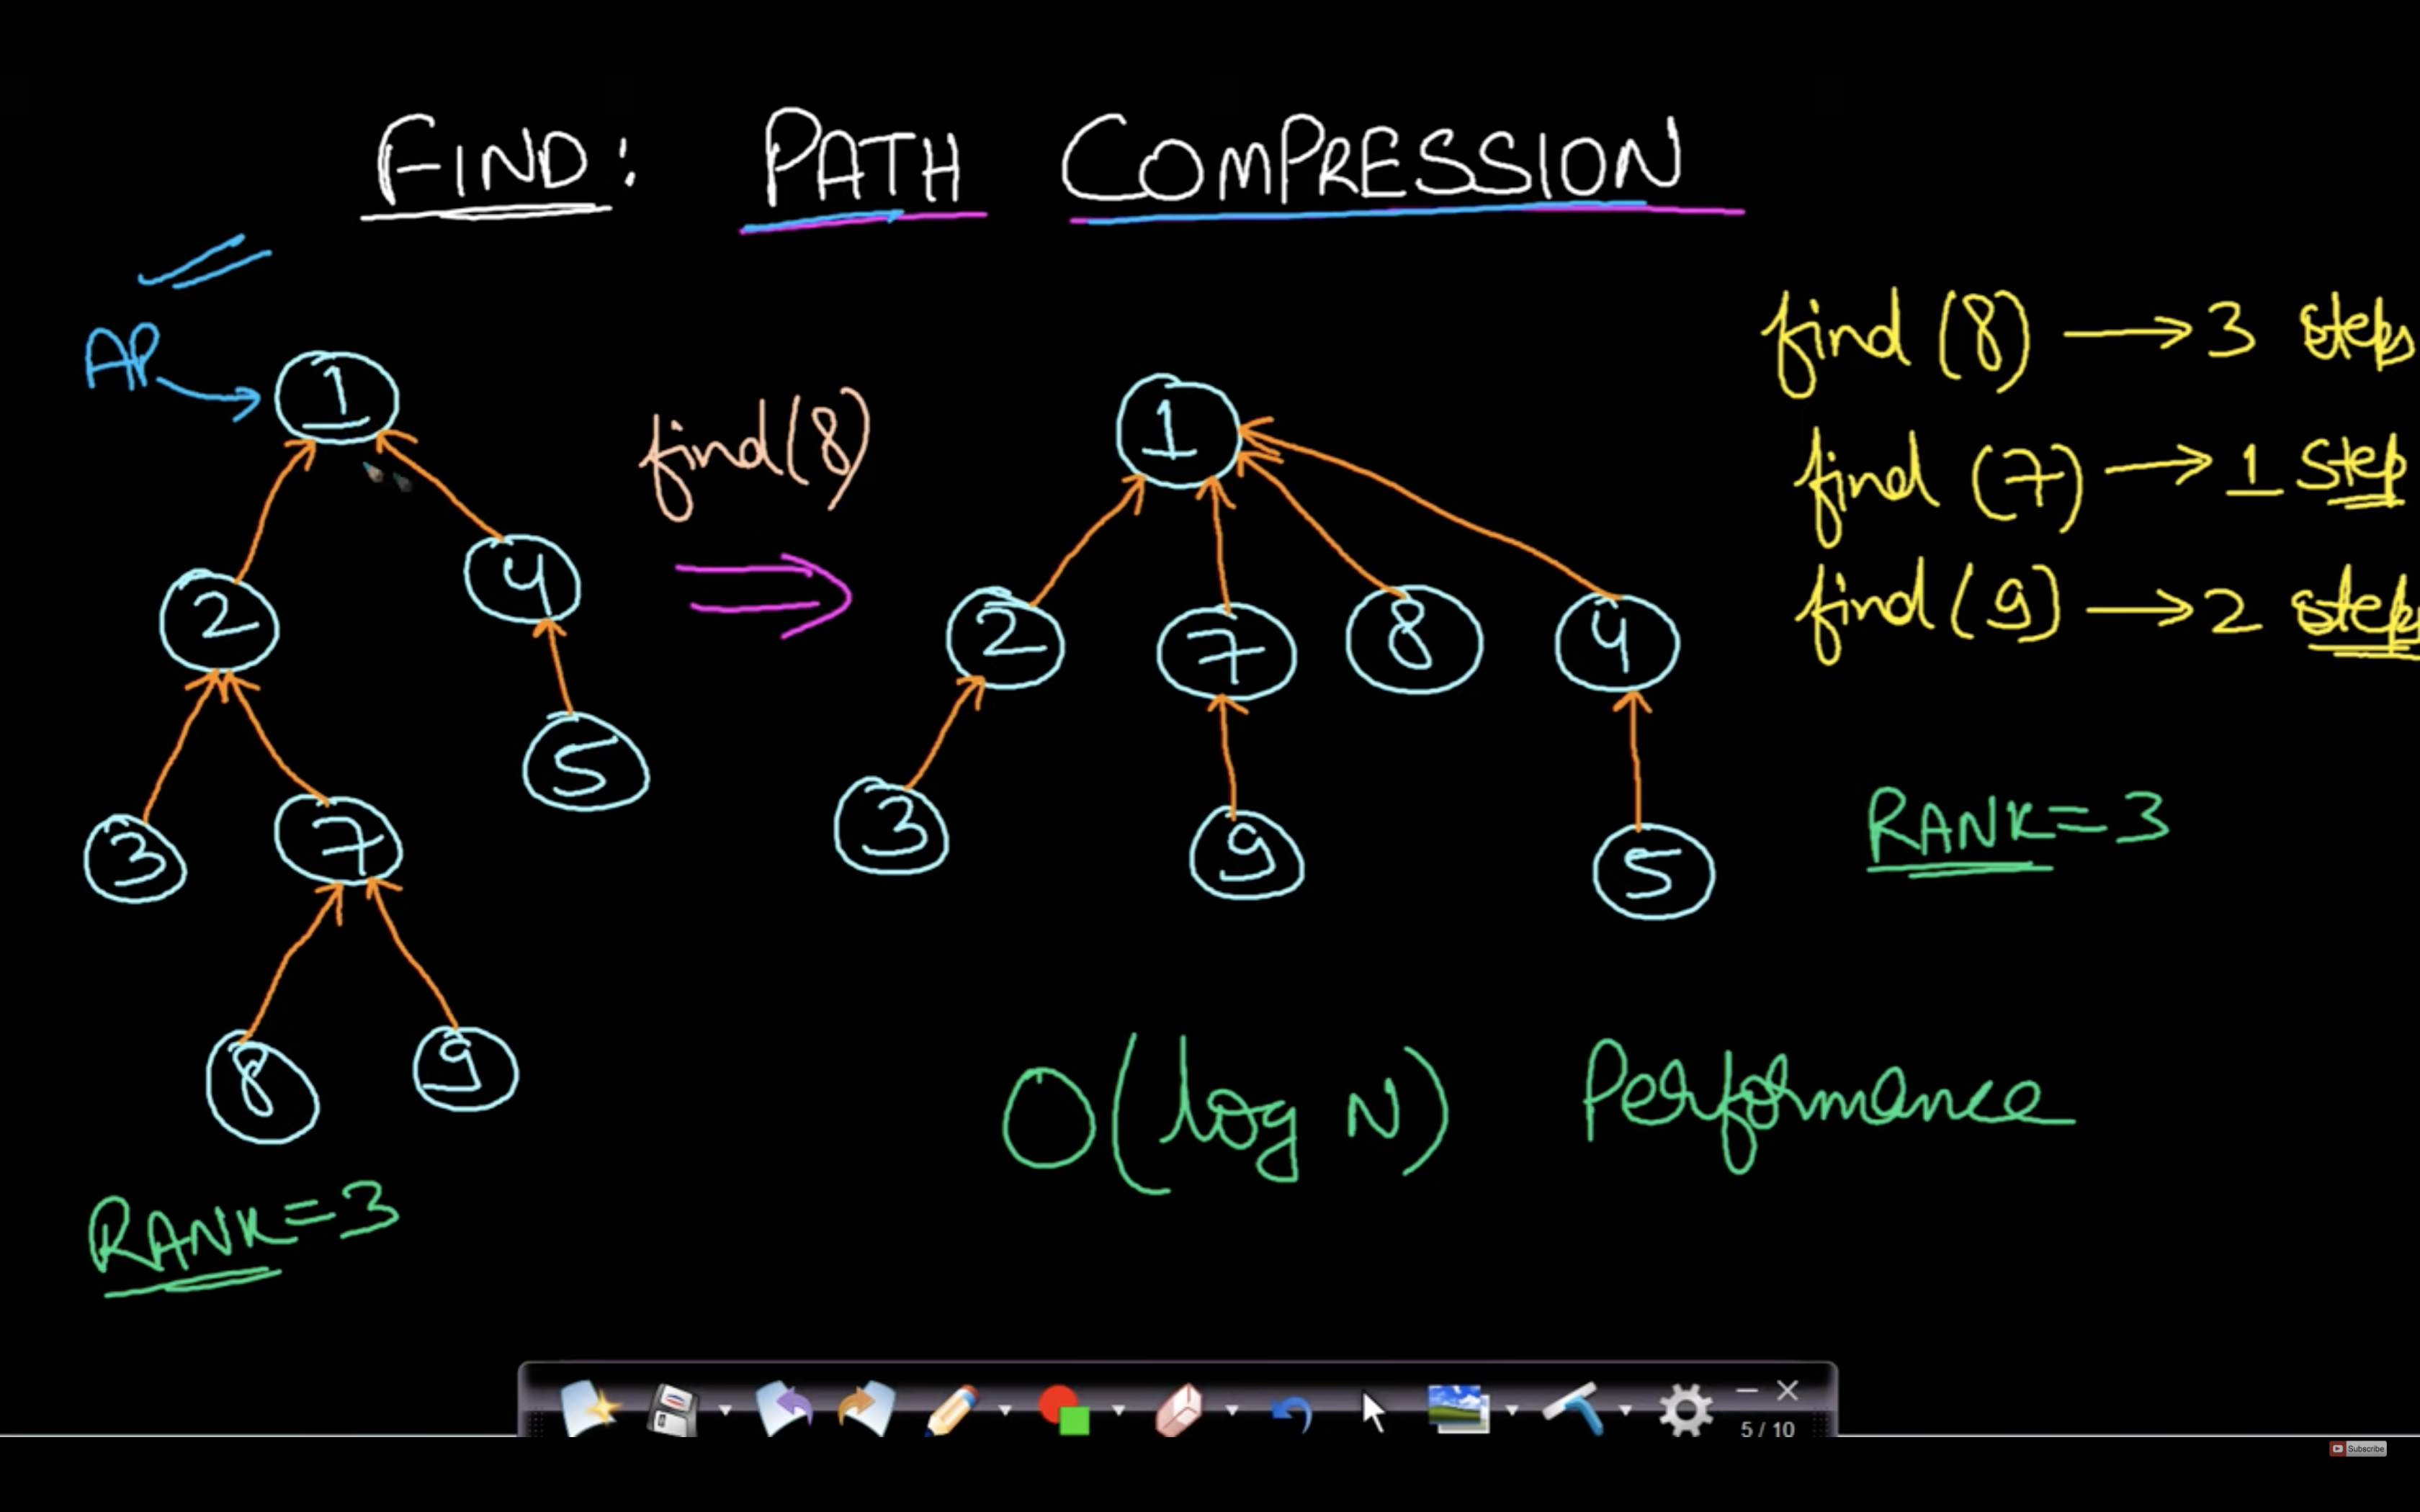 FIND: PATH COMPRESSION
AP
1
2
4
3
7
5
8
9
RANK=3
find(8)
1
2
7
8
4
3
9
5
find (8) → 3 steps
find (7) → 1 step
find (9) → 2 steps
RANK=3
O(log N) Performance
5 / 10
Subscribe